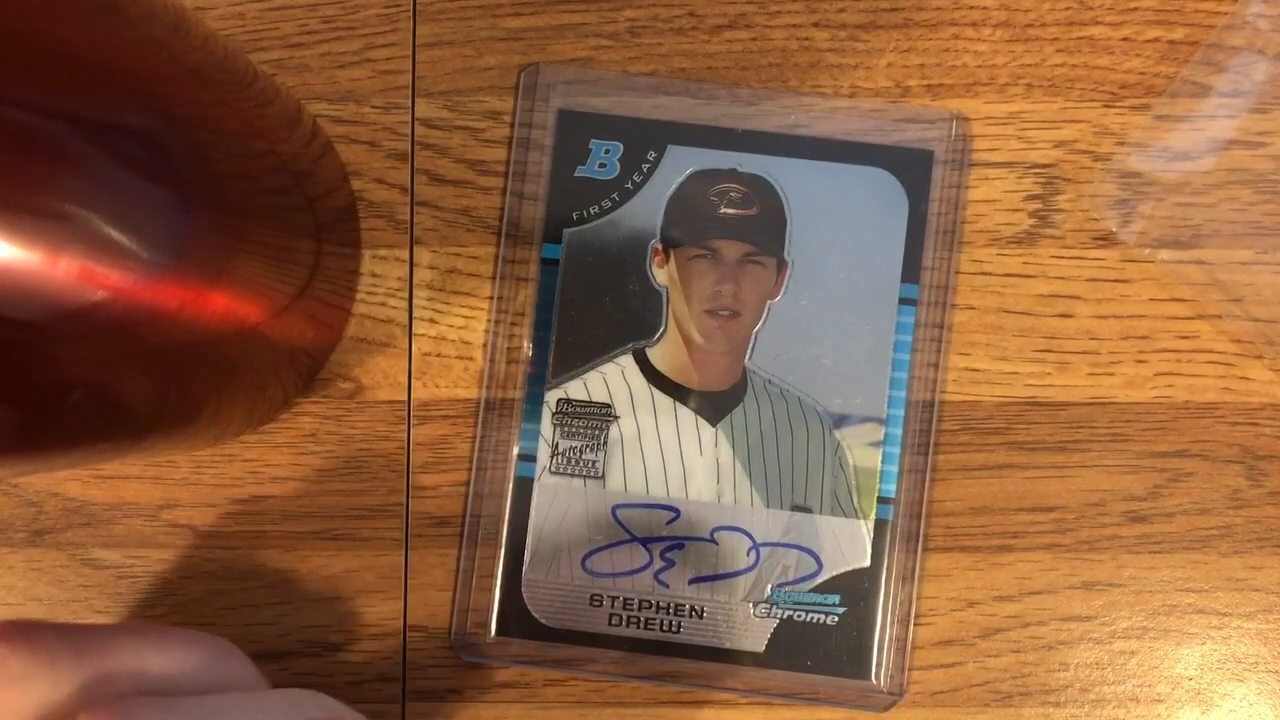 B
FIRST YEAR
Bowman
Chrome
CERTIFIED
Autograph
ISSUE
STEPHEN
DREW
Bowman
Chrome